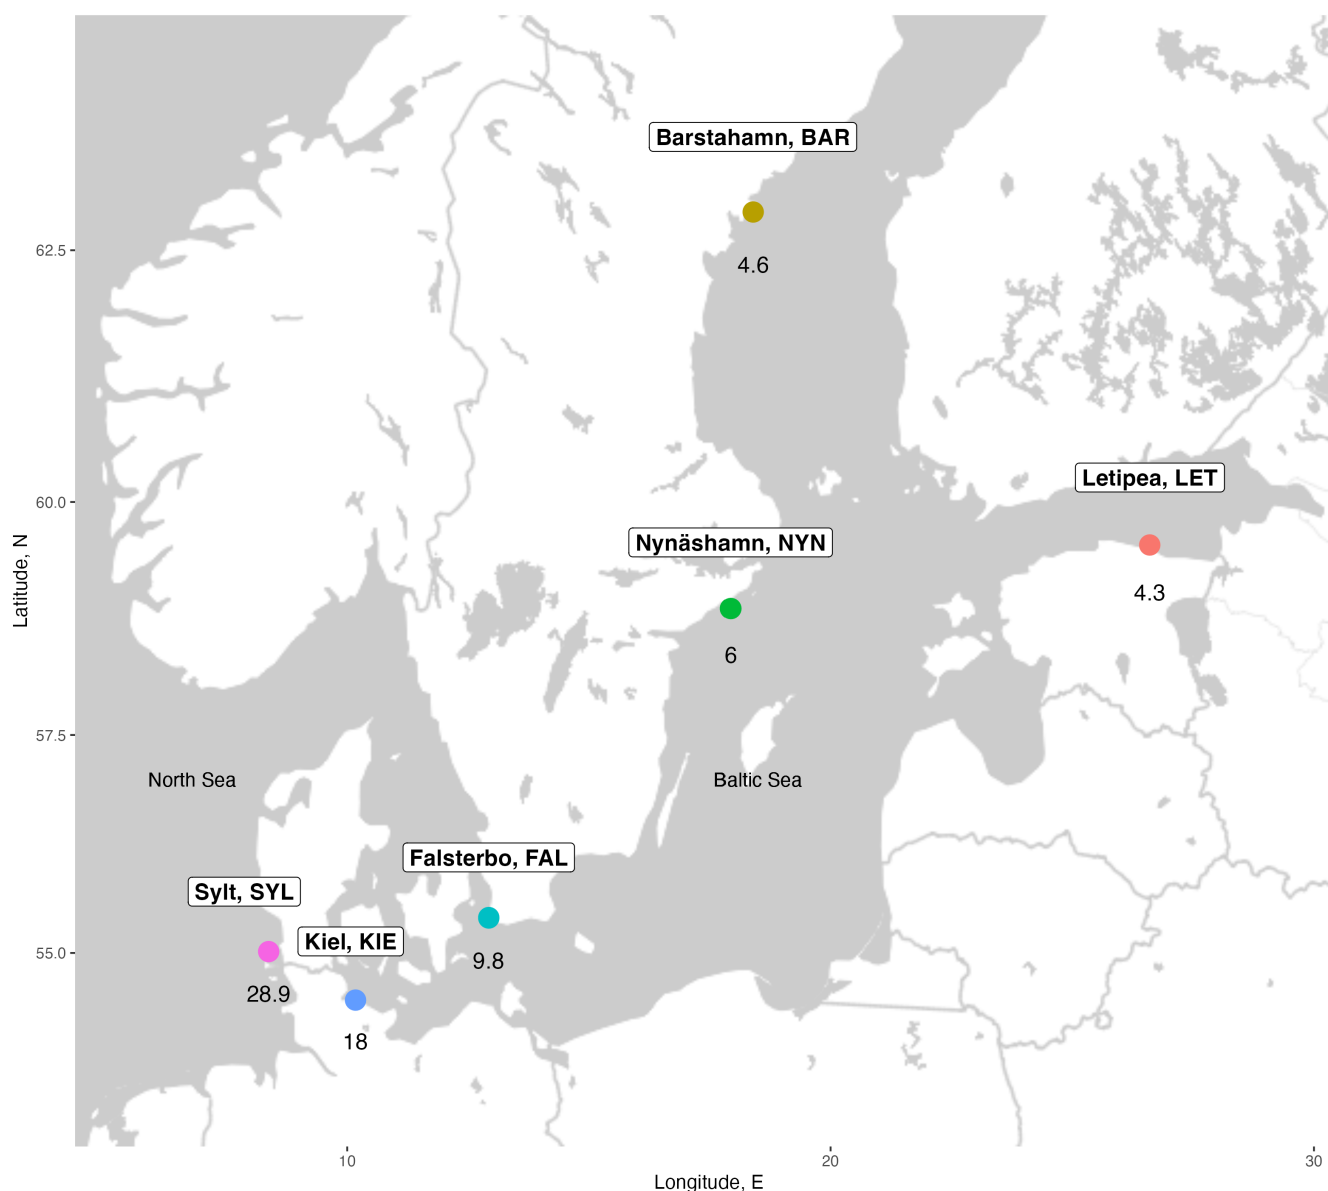 Barstahamn, BAR
4.6
62.5
Letipea, LET
60.0
Nynäshamn, NYN
4.3
6
57.5
North Sea
Baltic Sea
Falsterbo, FAL
Sylt, SYL
Kiel, KIE
55.0
9.8
28.9
18
10
20
30
Longitude, E
Latitude, N